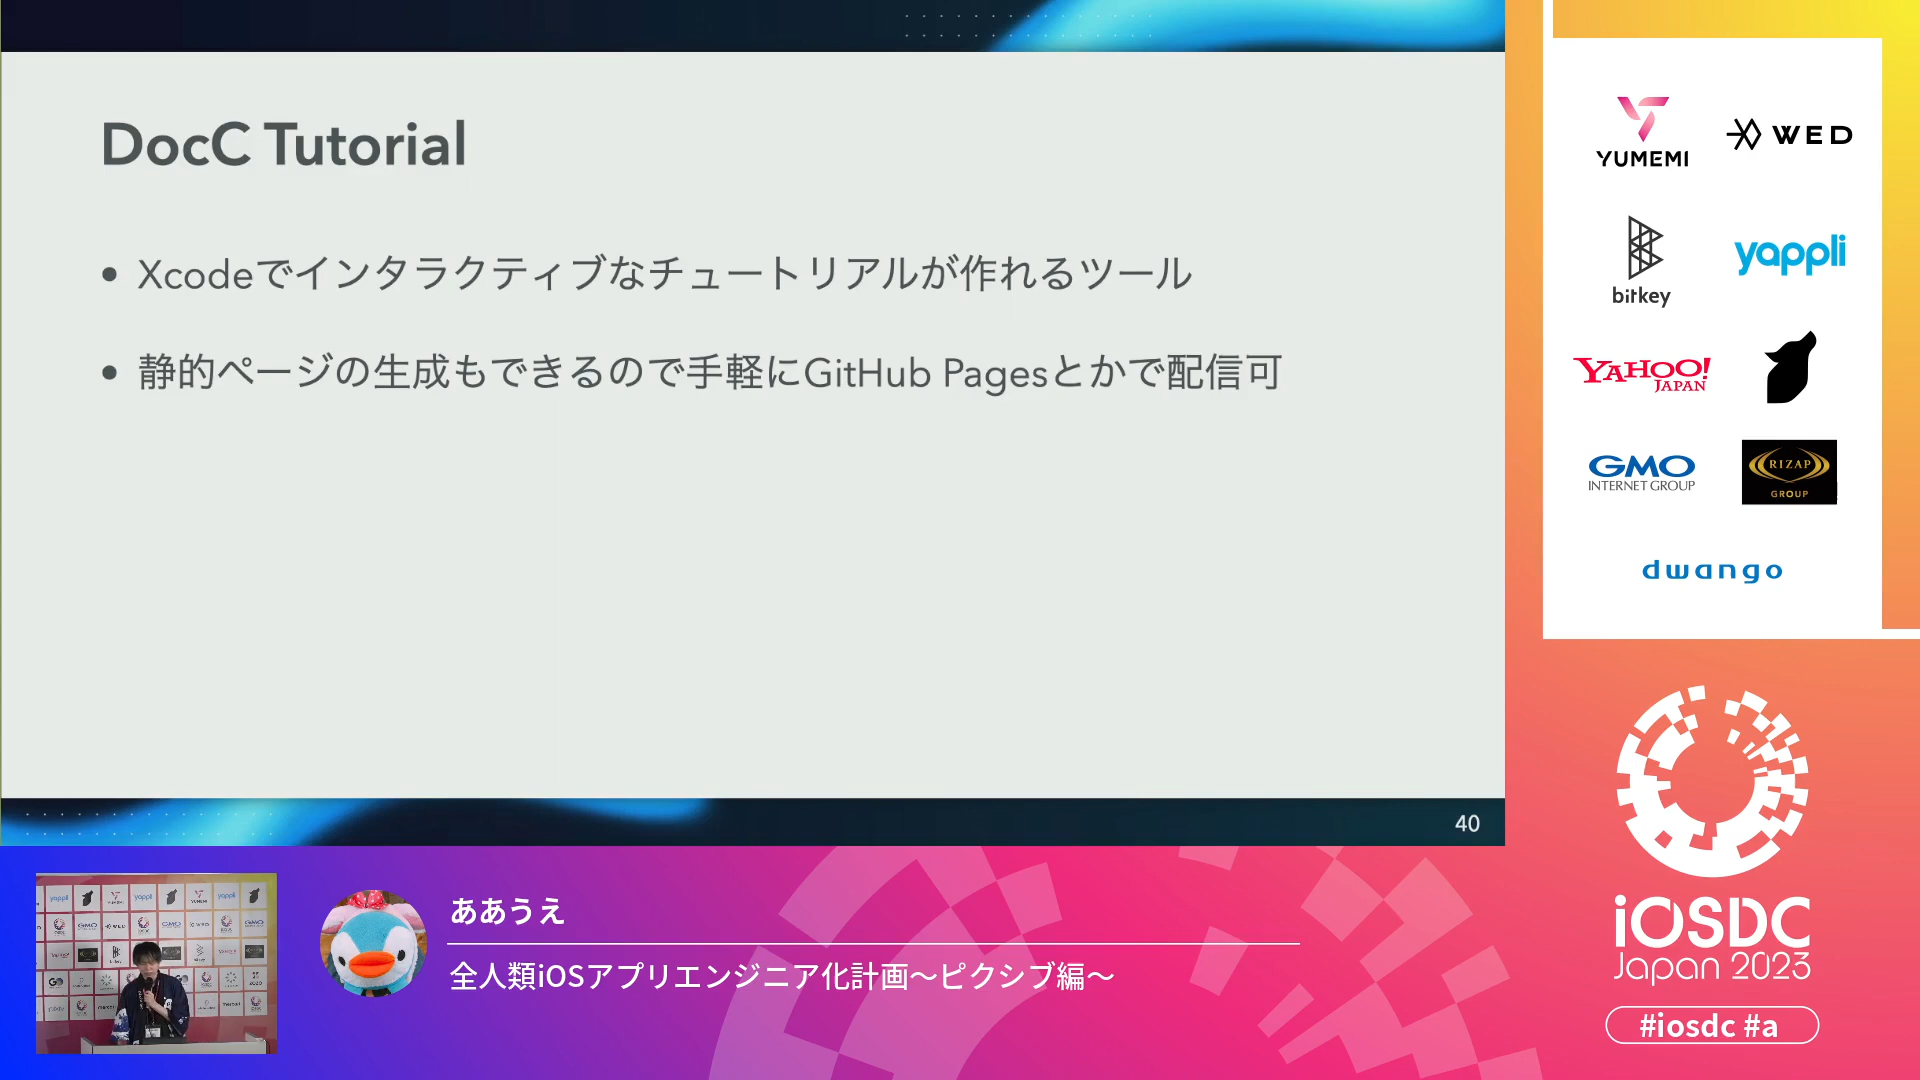 DocC Tutorial
• Xcodeでインタラクティブなチュートリアルが作れるツール
• 静的ページの生成もできるので手軽にGitHub Pagesとかで配信可
40
YUMEMI
WED
bitkey
yappli
YAHOO!
JAPAN
GMO
INTERNET GROUP
RIZAP
GROUP
dwango
ああうえ
全人類iOSアプリエンジニア化計画〜ピクシブ編〜
iOSDC
Japan 2023
#iosdc #a